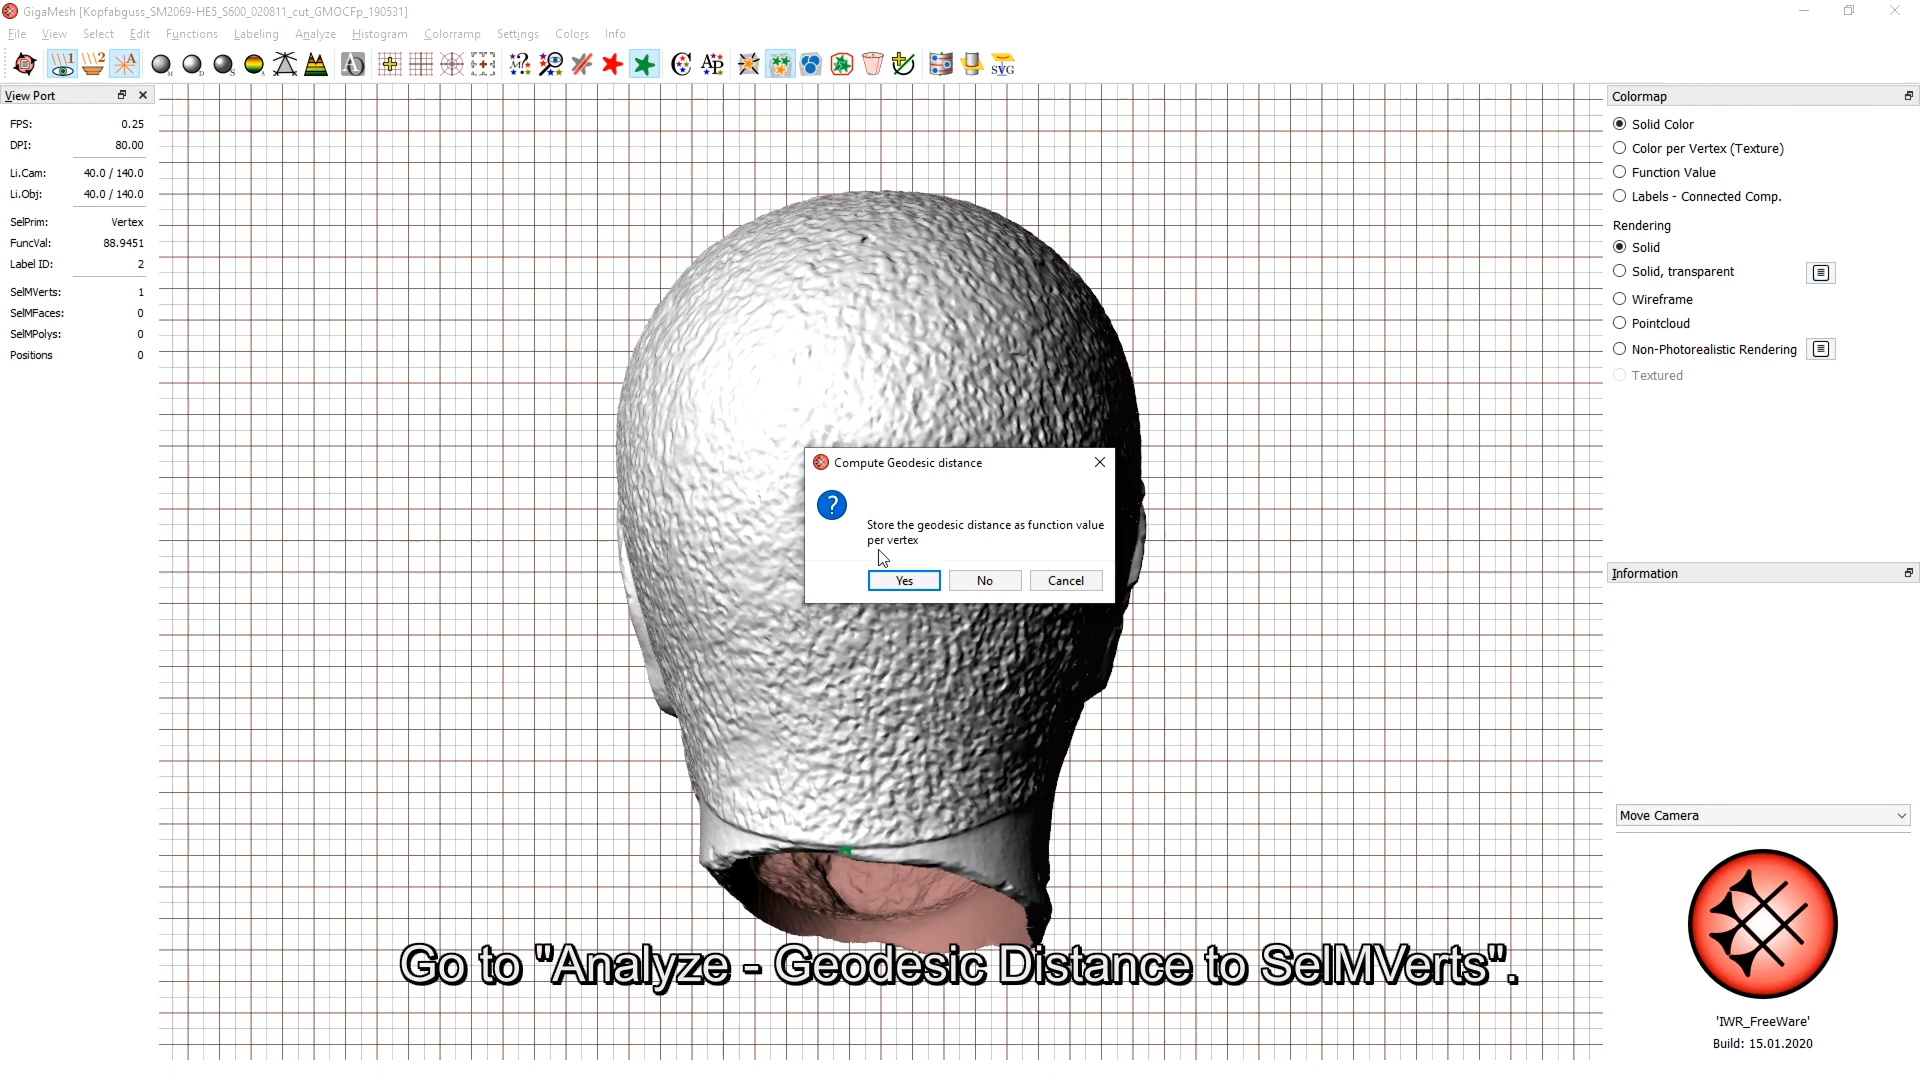 GigaMesh [Kopfabguss_SM2069-HE5_S600_020811_cut_GMOCFp_190531]
File View Select Edit Functions Labeling Analyze Histogram Colorramp Settings Colors Info
View Port
FPS: 0.25
DPI: 80.00
Li.Cam: 40.0 / 140.0
Li.Obj: 40.0 / 140.0
SelPrim: Vertex
FuncVal: 88.9451
Label ID: 2
SelMVerts: 1
SelMFaces: 0
SelMPolys: 0
Positions 0
Compute Geodesic distance
Store the geodesic distance as function value
per vertex
Yes No Cancel
Go to "Analyze - Geodesic Distance to SelMVerts".
Colormap
Solid Color
Color per Vertex (Texture)
Function Value
Labels - Connected Comp.
Rendering
Solid
Solid, transparent
Wireframe
Pointcloud
Non-Photorealistic Rendering
Textured
Information
Move Camera
'IWR_FreeWare'
Build: 15.01.2020